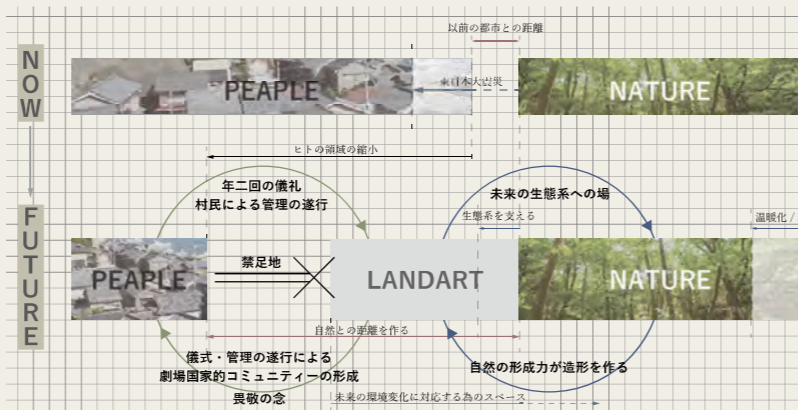 以前の都市との距離
NOW
東日本大震災
PEAPLE
NATURE
ヒトの領域の縮小
年二回の儀礼
村民による管理の遂行
未来の生態系への場
生態系を支える
温暖化 /
FUTURE
禁足地
PEAPLE
LANDART
NATURE
自然との距離を作る
儀式・管理の遂行による
劇場国家的コミュニティーの形成
自然の形成力が造形を作る
畏敬の念
未来の環境変化に対応する為のスペース